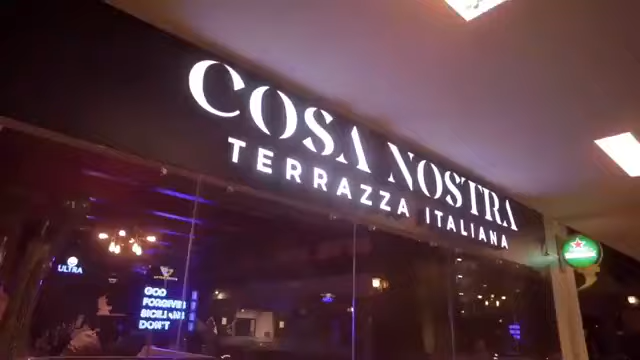 COSA NOSTRA
TERRAZZA ITALIANA
ULTRA
GOD
FORGIVES
SICILIANS
DON'T